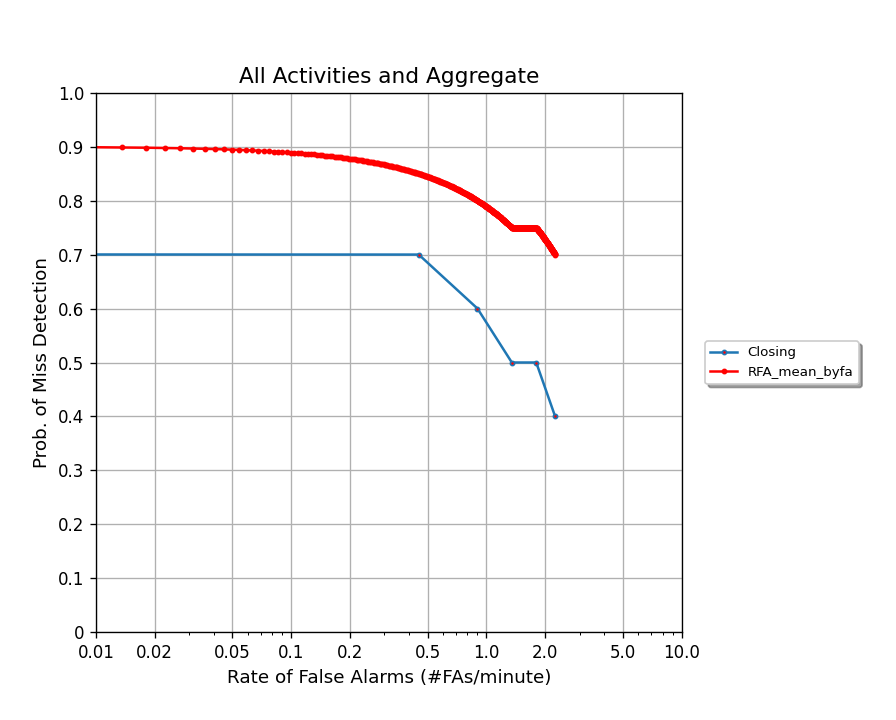 All Activities and Aggregate
1.0
0.9
0.8
0.7
0.6
0.5
0.4
0.3
0.2
0.1
0
Prob. of Miss Detection
0.01 0.02 0.05 0.1 0.2 0.5 1.0 2.0 5.0 10.0
Rate of False Alarms (#FAs/minute)
Closing
RFA_mean_byfa